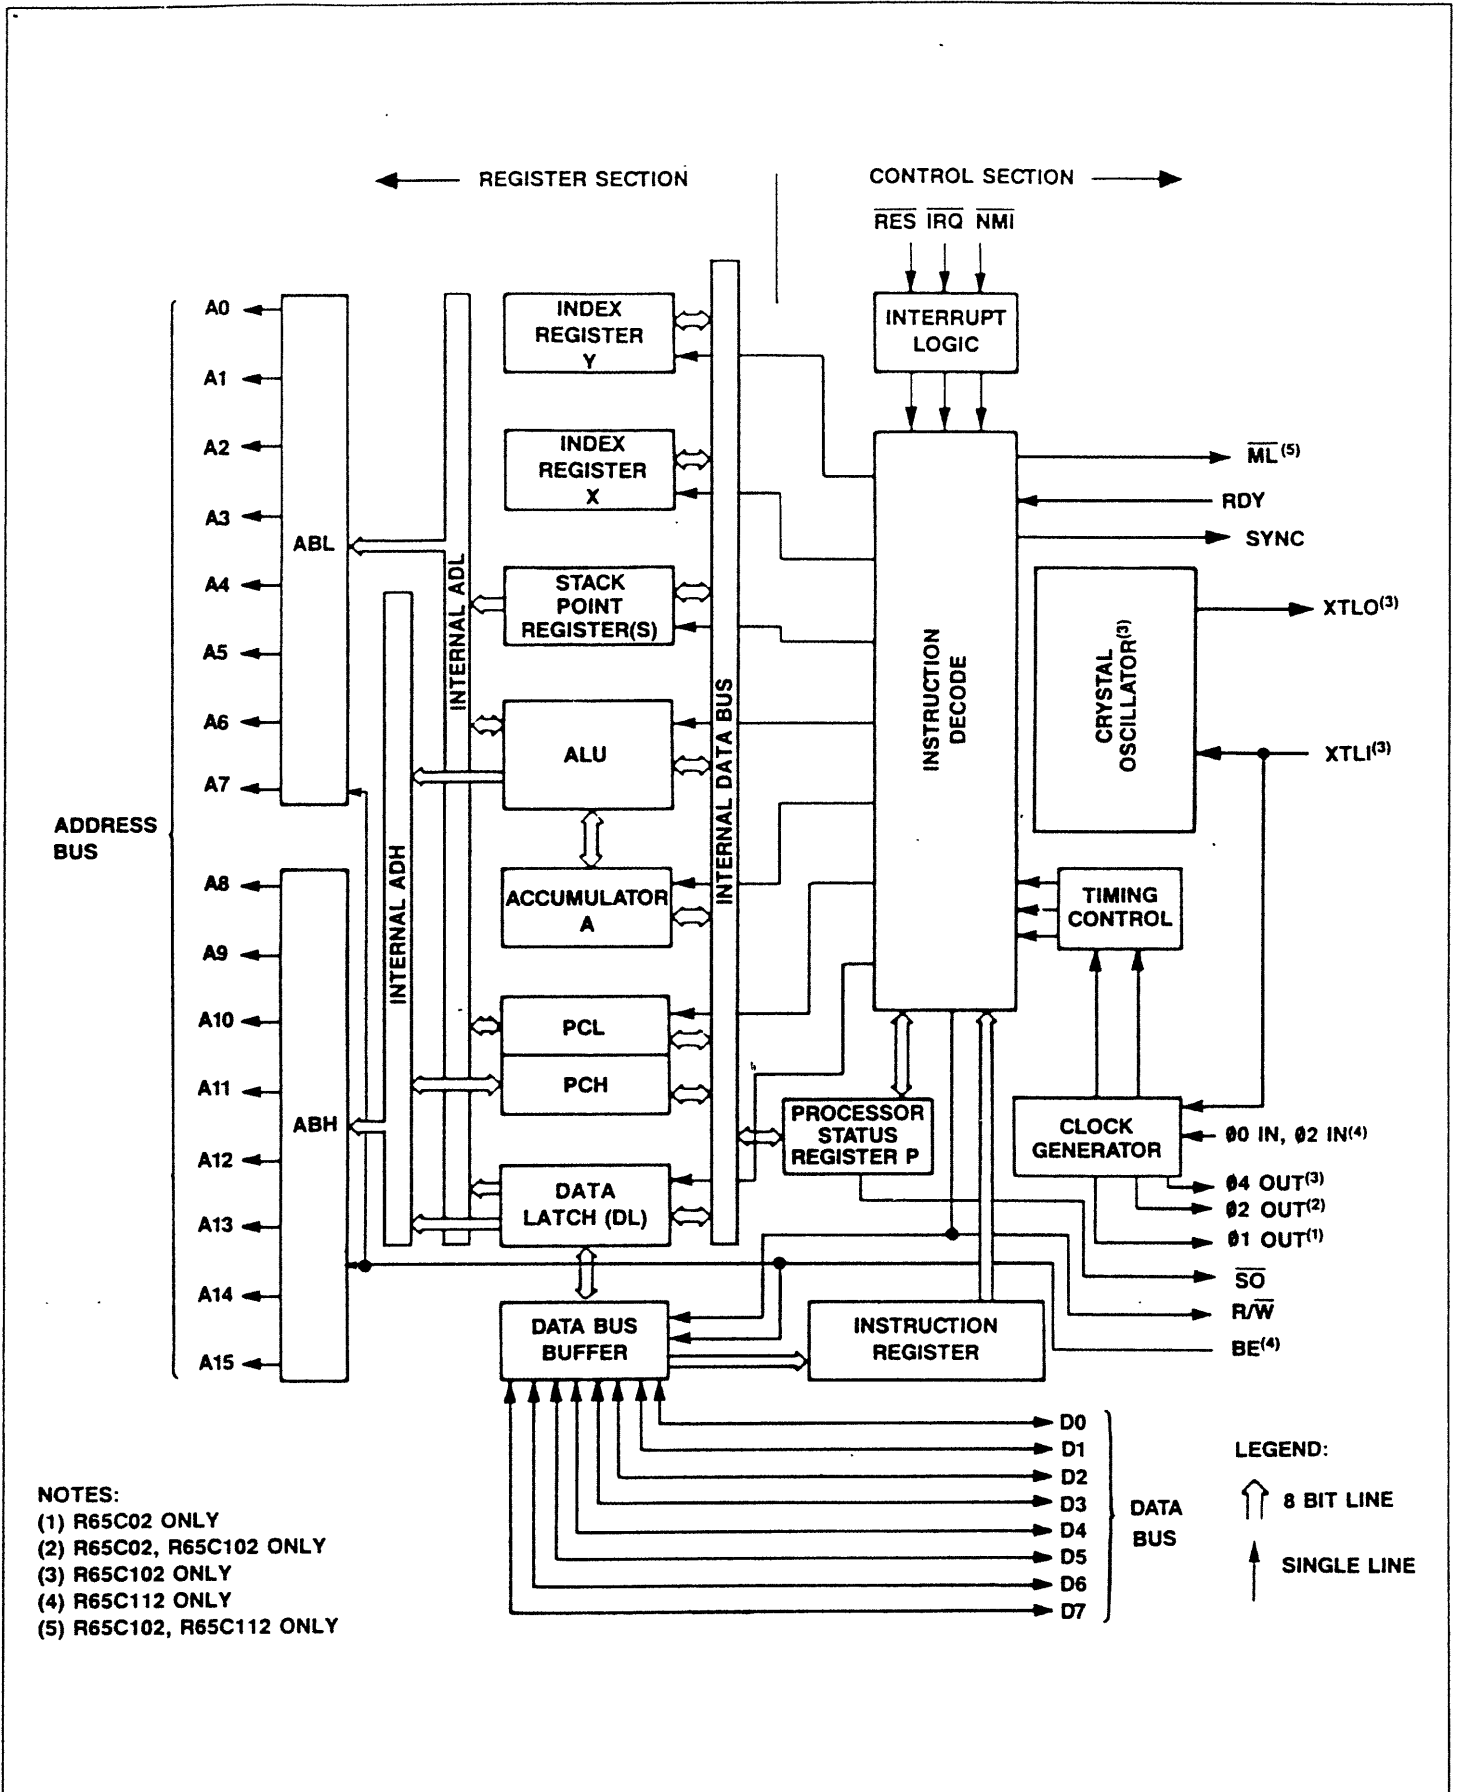 REGISTER SECTION
CONTROL SECTION
RES IRQ NMI
INTERRUPT
LOGIC
INDEX
REGISTER
Y
INDEX
REGISTER
X
STACK
POINT
REGISTER(S)
ALU
ACCUMULATOR
A
PCL
PCH
DATA
LATCH (DL)
DATA BUS
BUFFER
ADDRESS
BUS
A0
A1
A2
A3
A4
A5
A6
A7
A8
A9
A10
A11
A12
A13
A14
A15
ABL
ABH
INTERNAL ADH
INTERNAL ADL
INTERNAL DATA BUS
INSTRUCTION
DECODE
PROCESSOR
STATUS
REGISTER P
INSTRUCTION
REGISTER
CRYSTAL
OSCILLATOR(3)
TIMING
CONTROL
CLOCK
GENERATOR
ML(5)
RDY
SYNC
XTLO(3)
XTLI(3)
Ø0 IN, Ø2 IN(4)
Ø4 OUT(3)
Ø2 OUT(2)
Ø1 OUT(1)
SO
R/W
BE(4)
D0
D1
D2
D3
D4
D5
D6
D7
DATA
BUS
LEGEND:
8 BIT LINE
SINGLE LINE
NOTES:
(1) R65C02 ONLY
(2) R65C02, R65C102 ONLY
(3) R65C102 ONLY
(4) R65C112 ONLY
(5) R65C102, R65C112 ONLY